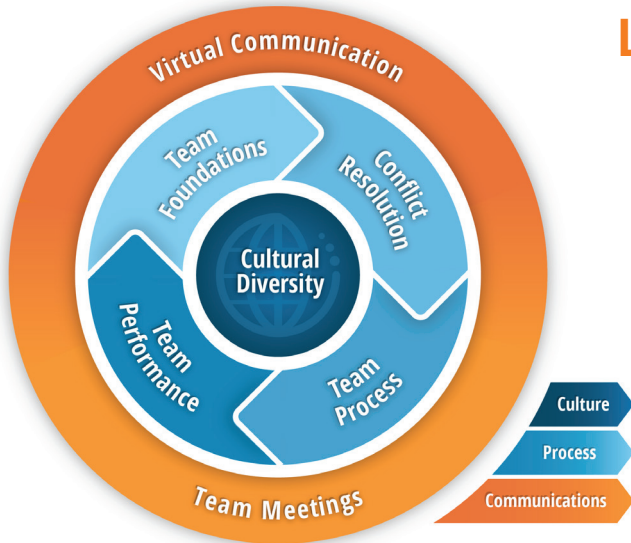 L
Virtual Communication
Team
Foundations
Conflict
Resolution
Cultural
Diversity
Team
Performance
Team
Process
Team Meetings
Culture
Process
Communications